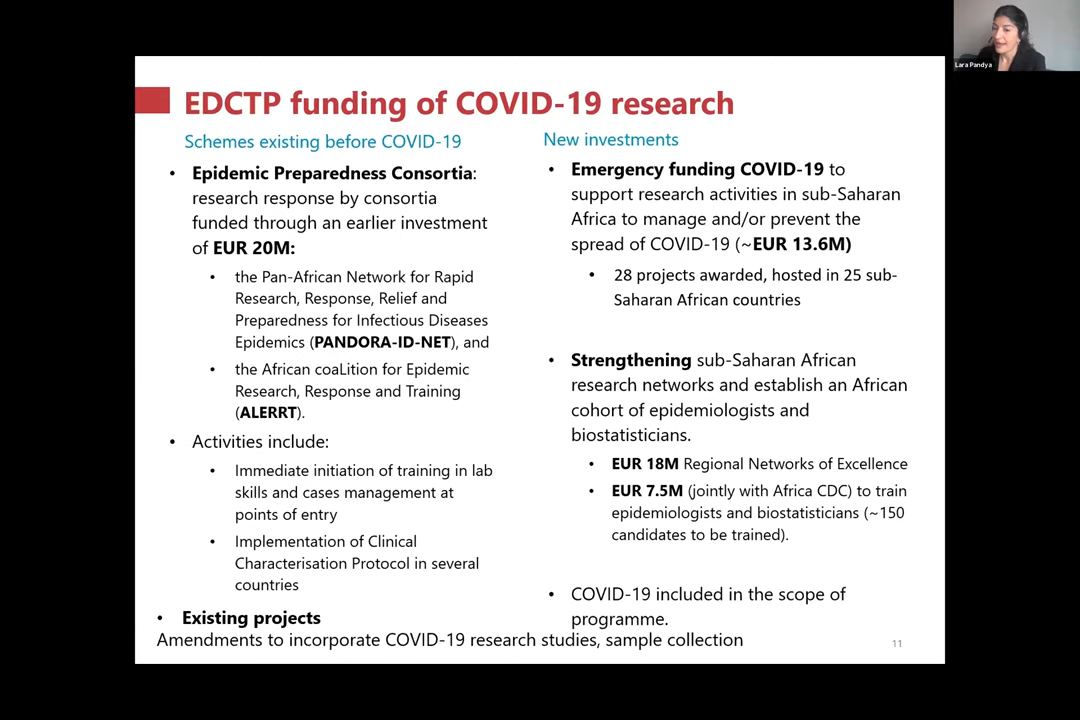 EDCTP funding of COVID-19 research
Schemes existing before COVID-19
• Epidemic Preparedness Consortia:
research response by consortia
funded through an earlier investment
of EUR 20M:
• the Pan-African Network for Rapid
Research, Response, Relief and
Preparedness for Infectious Diseases
Epidemics (PANDORA-ID-NET), and
• the African coaLition for Epidemic
Research, Response and Training
(ALERRT).
• Activities include:
• Immediate initiation of training in lab
skills and cases management at
points of entry
• Implementation of Clinical
Characterisation Protocol in several
countries
• Existing projects
Amendments to incorporate COVID-19 research studies, sample collection
New investments
• Emergency funding COVID-19 to
support research activities in sub-Saharan
Africa to manage and/or prevent the
spread of COVID-19 (~EUR 13.6M)
• 28 projects awarded, hosted in 25 sub-
Saharan African countries
• Strengthening sub-Saharan African
research networks and establish an African
cohort of epidemiologists and
biostatisticians.
• EUR 18M Regional Networks of Excellence
• EUR 7.5M (jointly with Africa CDC) to train
epidemiologists and biostatisticians (~150
candidates to be trained).
• COVID-19 included in the scope of
programme.
11
Lara Pandya